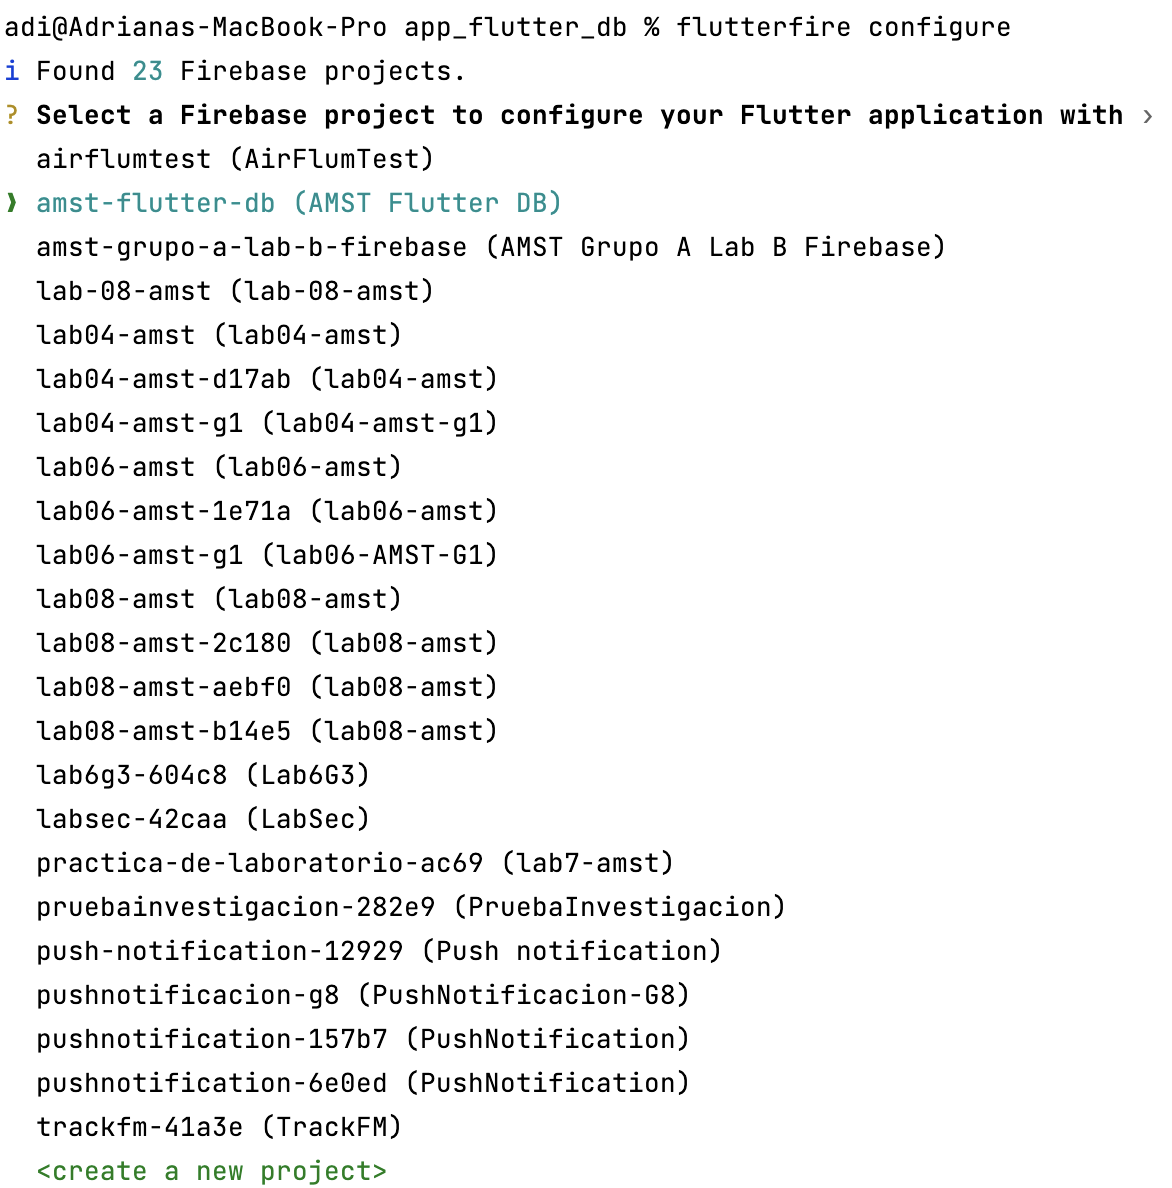 adi@Adrianas-MacBook-Pro app_flutter_db % flutterfire configure
i Found 23 Firebase projects.
? Select a Firebase project to configure your Flutter application with ›
airflumtest (AirFlumTest)
❯ amst-flutter-db (AMST Flutter DB)
amst-grupo-a-lab-b-firebase (AMST Grupo A Lab B Firebase)
lab-08-amst (lab-08-amst)
lab04-amst (lab04-amst)
lab04-amst-d17ab (lab04-amst)
lab04-amst-g1 (lab04-amst-g1)
lab06-amst (lab06-amst)
lab06-amst-1e71a (lab06-amst)
lab06-amst-g1 (lab06-AMST-G1)
lab08-amst (lab08-amst)
lab08-amst-2c180 (lab08-amst)
lab08-amst-aebf0 (lab08-amst)
lab08-amst-b14e5 (lab08-amst)
lab6g3-604c8 (Lab6G3)
labsec-42caa (LabSec)
practica-de-laboratorio-ac69 (lab7-amst)
pruebainvestigacion-282e9 (PruebaInvestigacion)
push-notification-12929 (Push notification)
pushnotificacion-g8 (PushNotificacion-G8)
pushnotification-157b7 (PushNotification)
pushnotification-6e0ed (PushNotification)
trackfm-41a3e (TrackFM)
<create a new project>